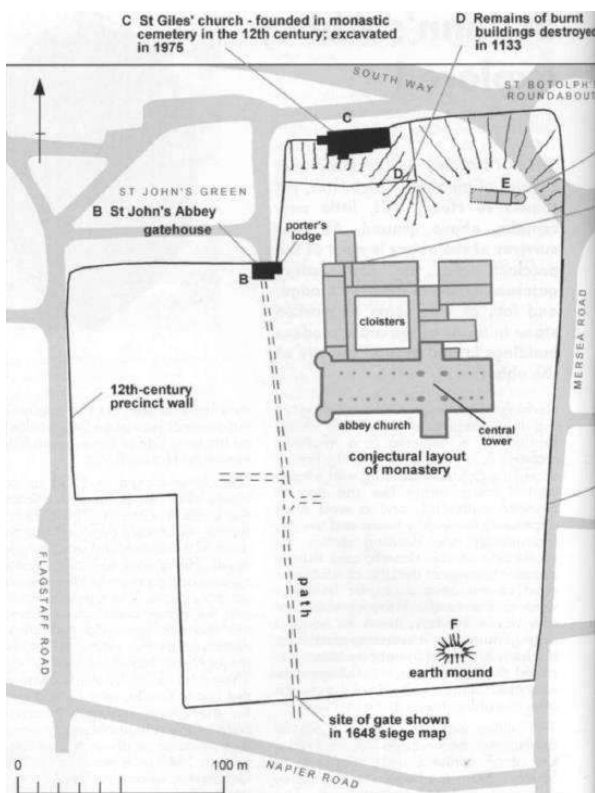 C St Giles' church - founded in monastic
cemetery in the 12th century; excavated
in 1975
D Remains of burnt
buildings destroyed
in 1133
SOUTH WAY
ST BOTOLPH'S
ROUNDABOUT
C
D
E
ST JOHN'S GREEN
B St John's Abbey
gatehouse
porter's
lodge
B
cloisters
MERSEA ROAD
12th-century
precinct wall
abbey church
central
tower
conjectural layout
of monastery
FLAGSTAFF ROAD
path
F
earth mound
site of gate shown
in 1648 siege map
NAPIER ROAD
0
100 m